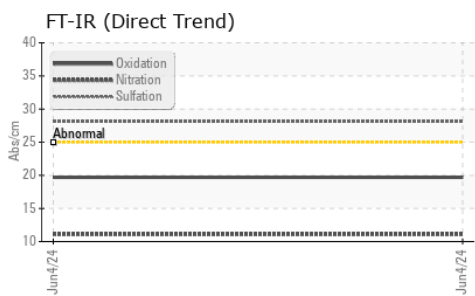 FT-IR (Direct Trend)
40
Oxidation
Nitration
Sulfation
35
30
Abnormal
25
20
15
10
Abs/cm
Jun4/24
Jun4/24